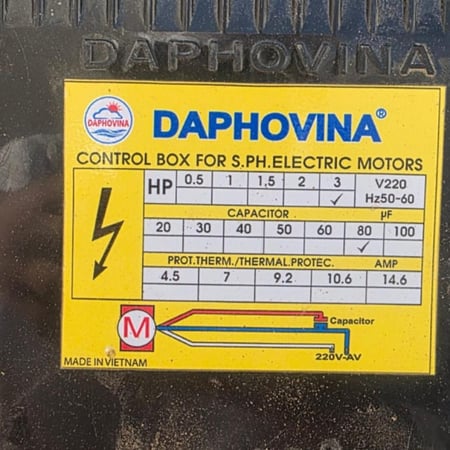 DAPHOVINA
DAPHOVINA
DAPHOVINA®
CONTROL BOX FOR S.PH.ELECTRIC MOTORS
HP 0.5 1 1.5 2 3 V220
✓ Hz50-60
CAPACITOR µF
20 30 40 50 60 80 100
✓
PROT.THERM./THERMAL.PROTEC. AMP
4.5 7 9.2 10.6 14.6
M
Capacitor
220V-AV
MADE IN VIETNAM